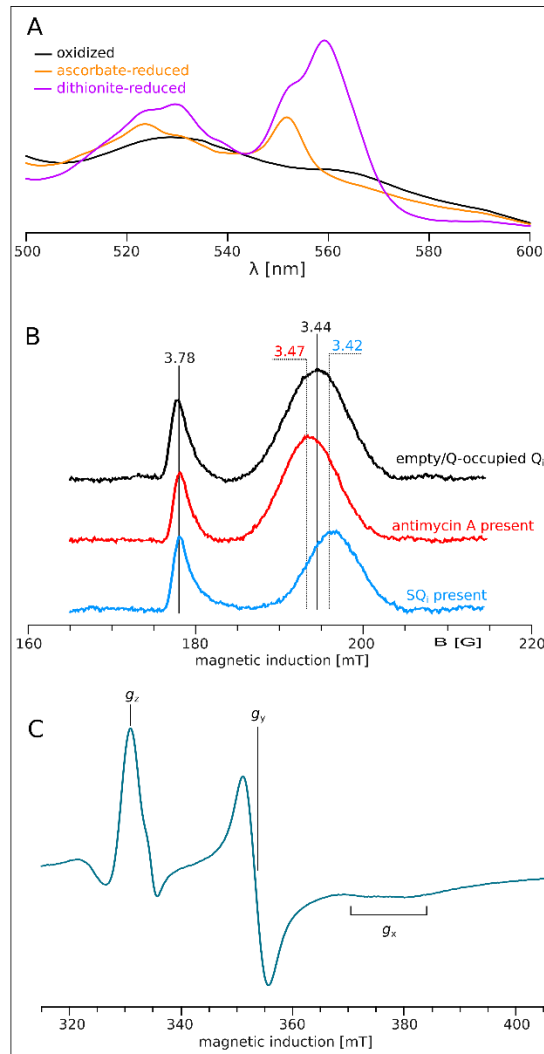 A
oxidized
ascorbate-reduced
dithionite-reduced
500 520 540 560 580 600
λ [nm]
B
3.44
3.78 3.47 3.42
empty/Q-occupied Qi
antimycin A present
SQi present
160 180 200 220
magnetic induction [mT] B [G]
C
gz
gy
gx
320 340 360 380 400
magnetic induction [mT]